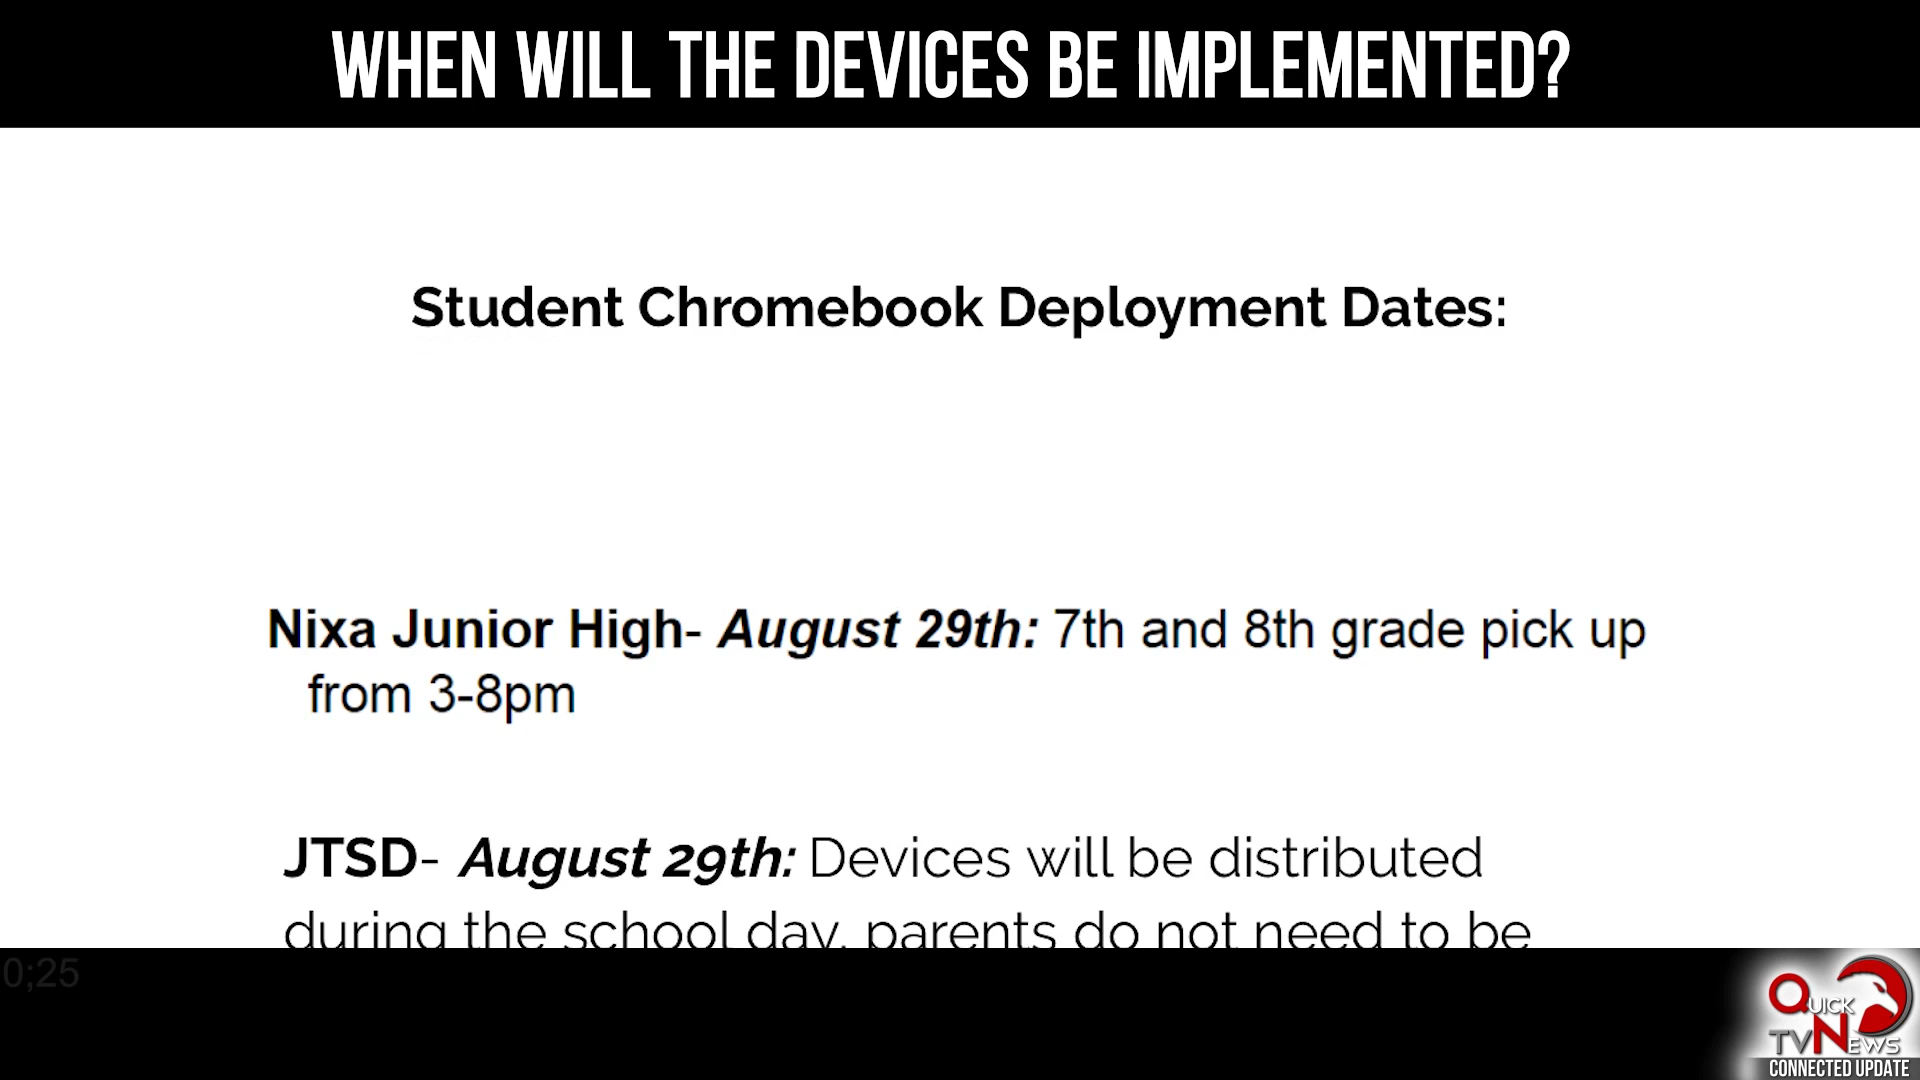 WHEN WILL THE DEVICES BE IMPLEMENTED?
Student Chromebook Deployment Dates:
Nixa Junior High- August 29th: 7th and 8th grade pick up
from 3-8pm
JTSD- August 29th: Devices will be distributed
during the school day, parents do not need to be
0;25
QUICK
TVNEWS
CONNECTED UPDATE